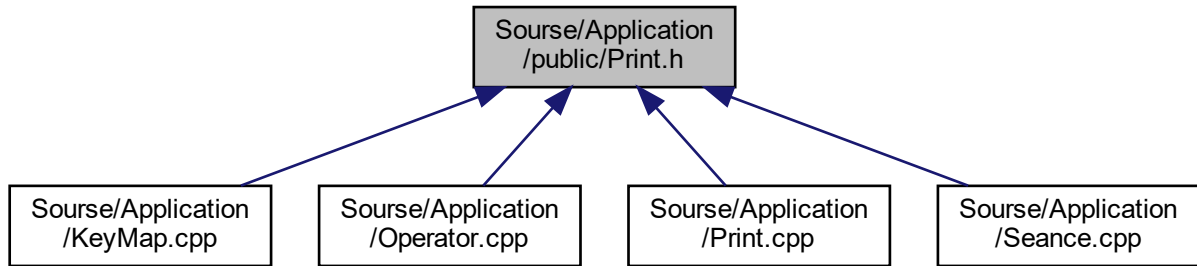 Sourse/Application
/public/Print.h
Sourse/Application
/KeyMap.cpp
Sourse/Application
/Operator.cpp
Sourse/Application
/Print.cpp
Sourse/Application
/Seance.cpp